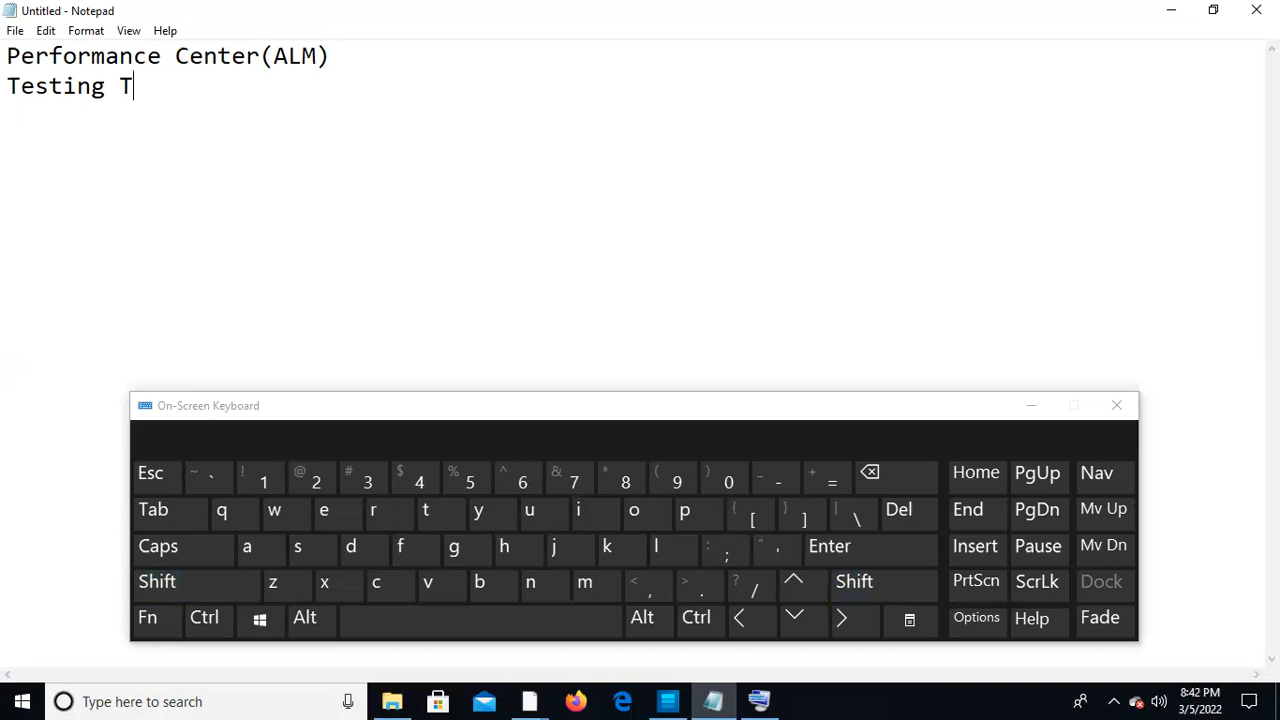 Untitled - Notepad
File Edit Format View Help
Performance Center(ALM)
Testing T
On-Screen Keyboard
Esc ~ ` ! 1 @ 2 # 3 $ 4 % 5 ^ 6 & 7 * 8 ( 9 ) 0 _ - + = Home PgUp Nav
Tab q w e r t y u i o p { [ } ] | \ Del End PgDn Mv Up
Caps a s d f g h j k l : ; " ' Enter Insert Pause Mv Dn
Shift z x c v b n m < , > . ? / Shift PrtScn ScrLk Dock
Fn Ctrl Alt Alt Ctrl Options Help Fade
Type here to search
8:42 PM
3/5/2022